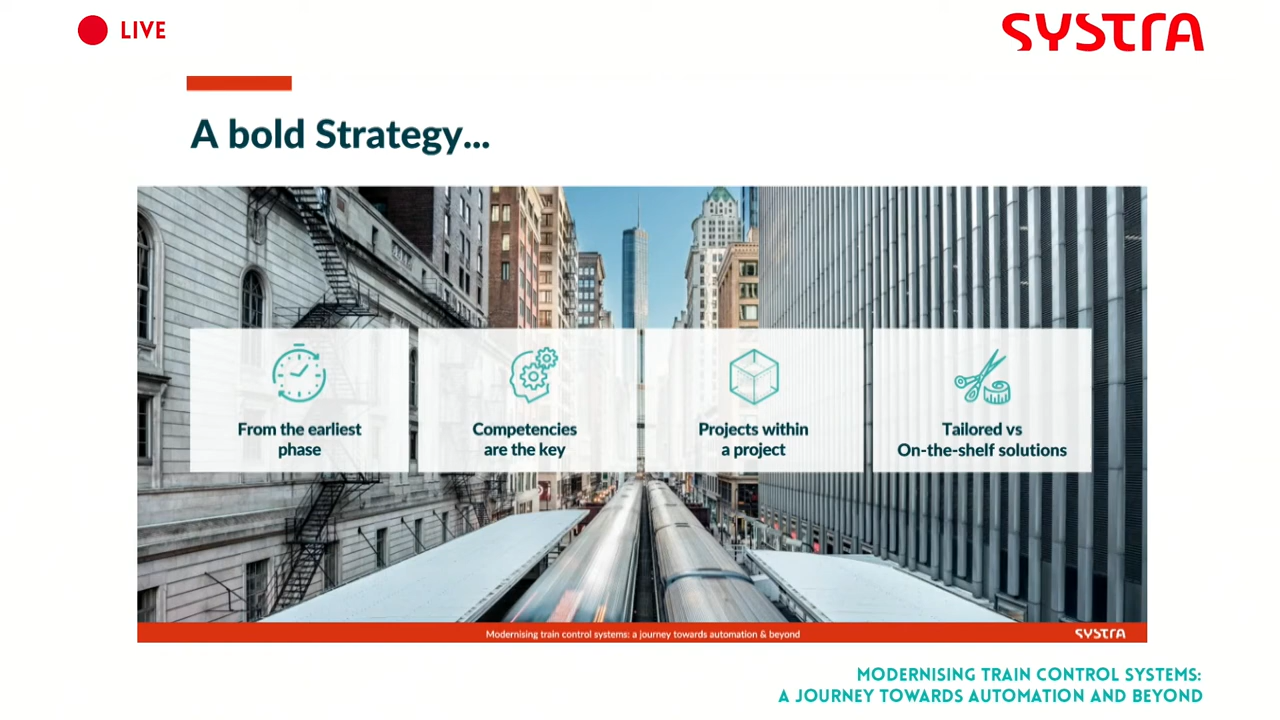 LIVE
SYSTRA
A bold Strategy...
From the earliest
phase
Competencies
are the key
Projects within
a project
Tailored vs
On-the-shelf solutions
Modernising train control systems: a journey towards automation & beyond
SYSTRA
MODERNISING TRAIN CONTROL SYSTEMS:
A JOURNEY TOWARDS AUTOMATION AND BEYOND